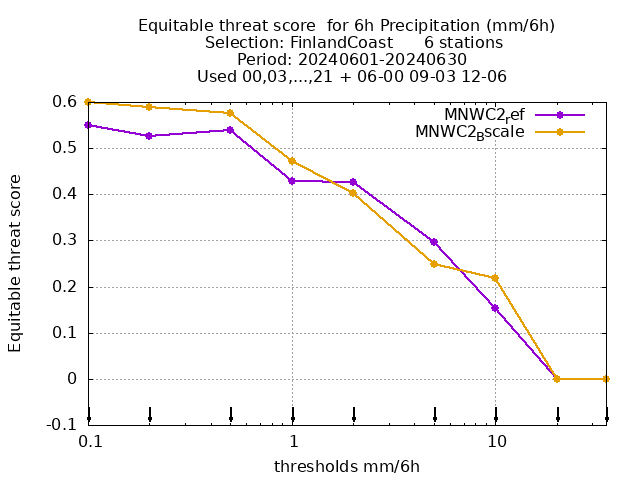 Equitable threat score  for 6h Precipitation (mm/6h)
Selection: FinlandCoast      6 stations
Period: 20240601-20240630
Used 00,03,...,21 + 06-00 09-03 12-06
MNWC2ref
MNWC2Bscale
0.6
0.5
0.4
0.3
0.2
0.1
0
-0.1
Equitable threat score
0.1
1
10
thresholds mm/6h